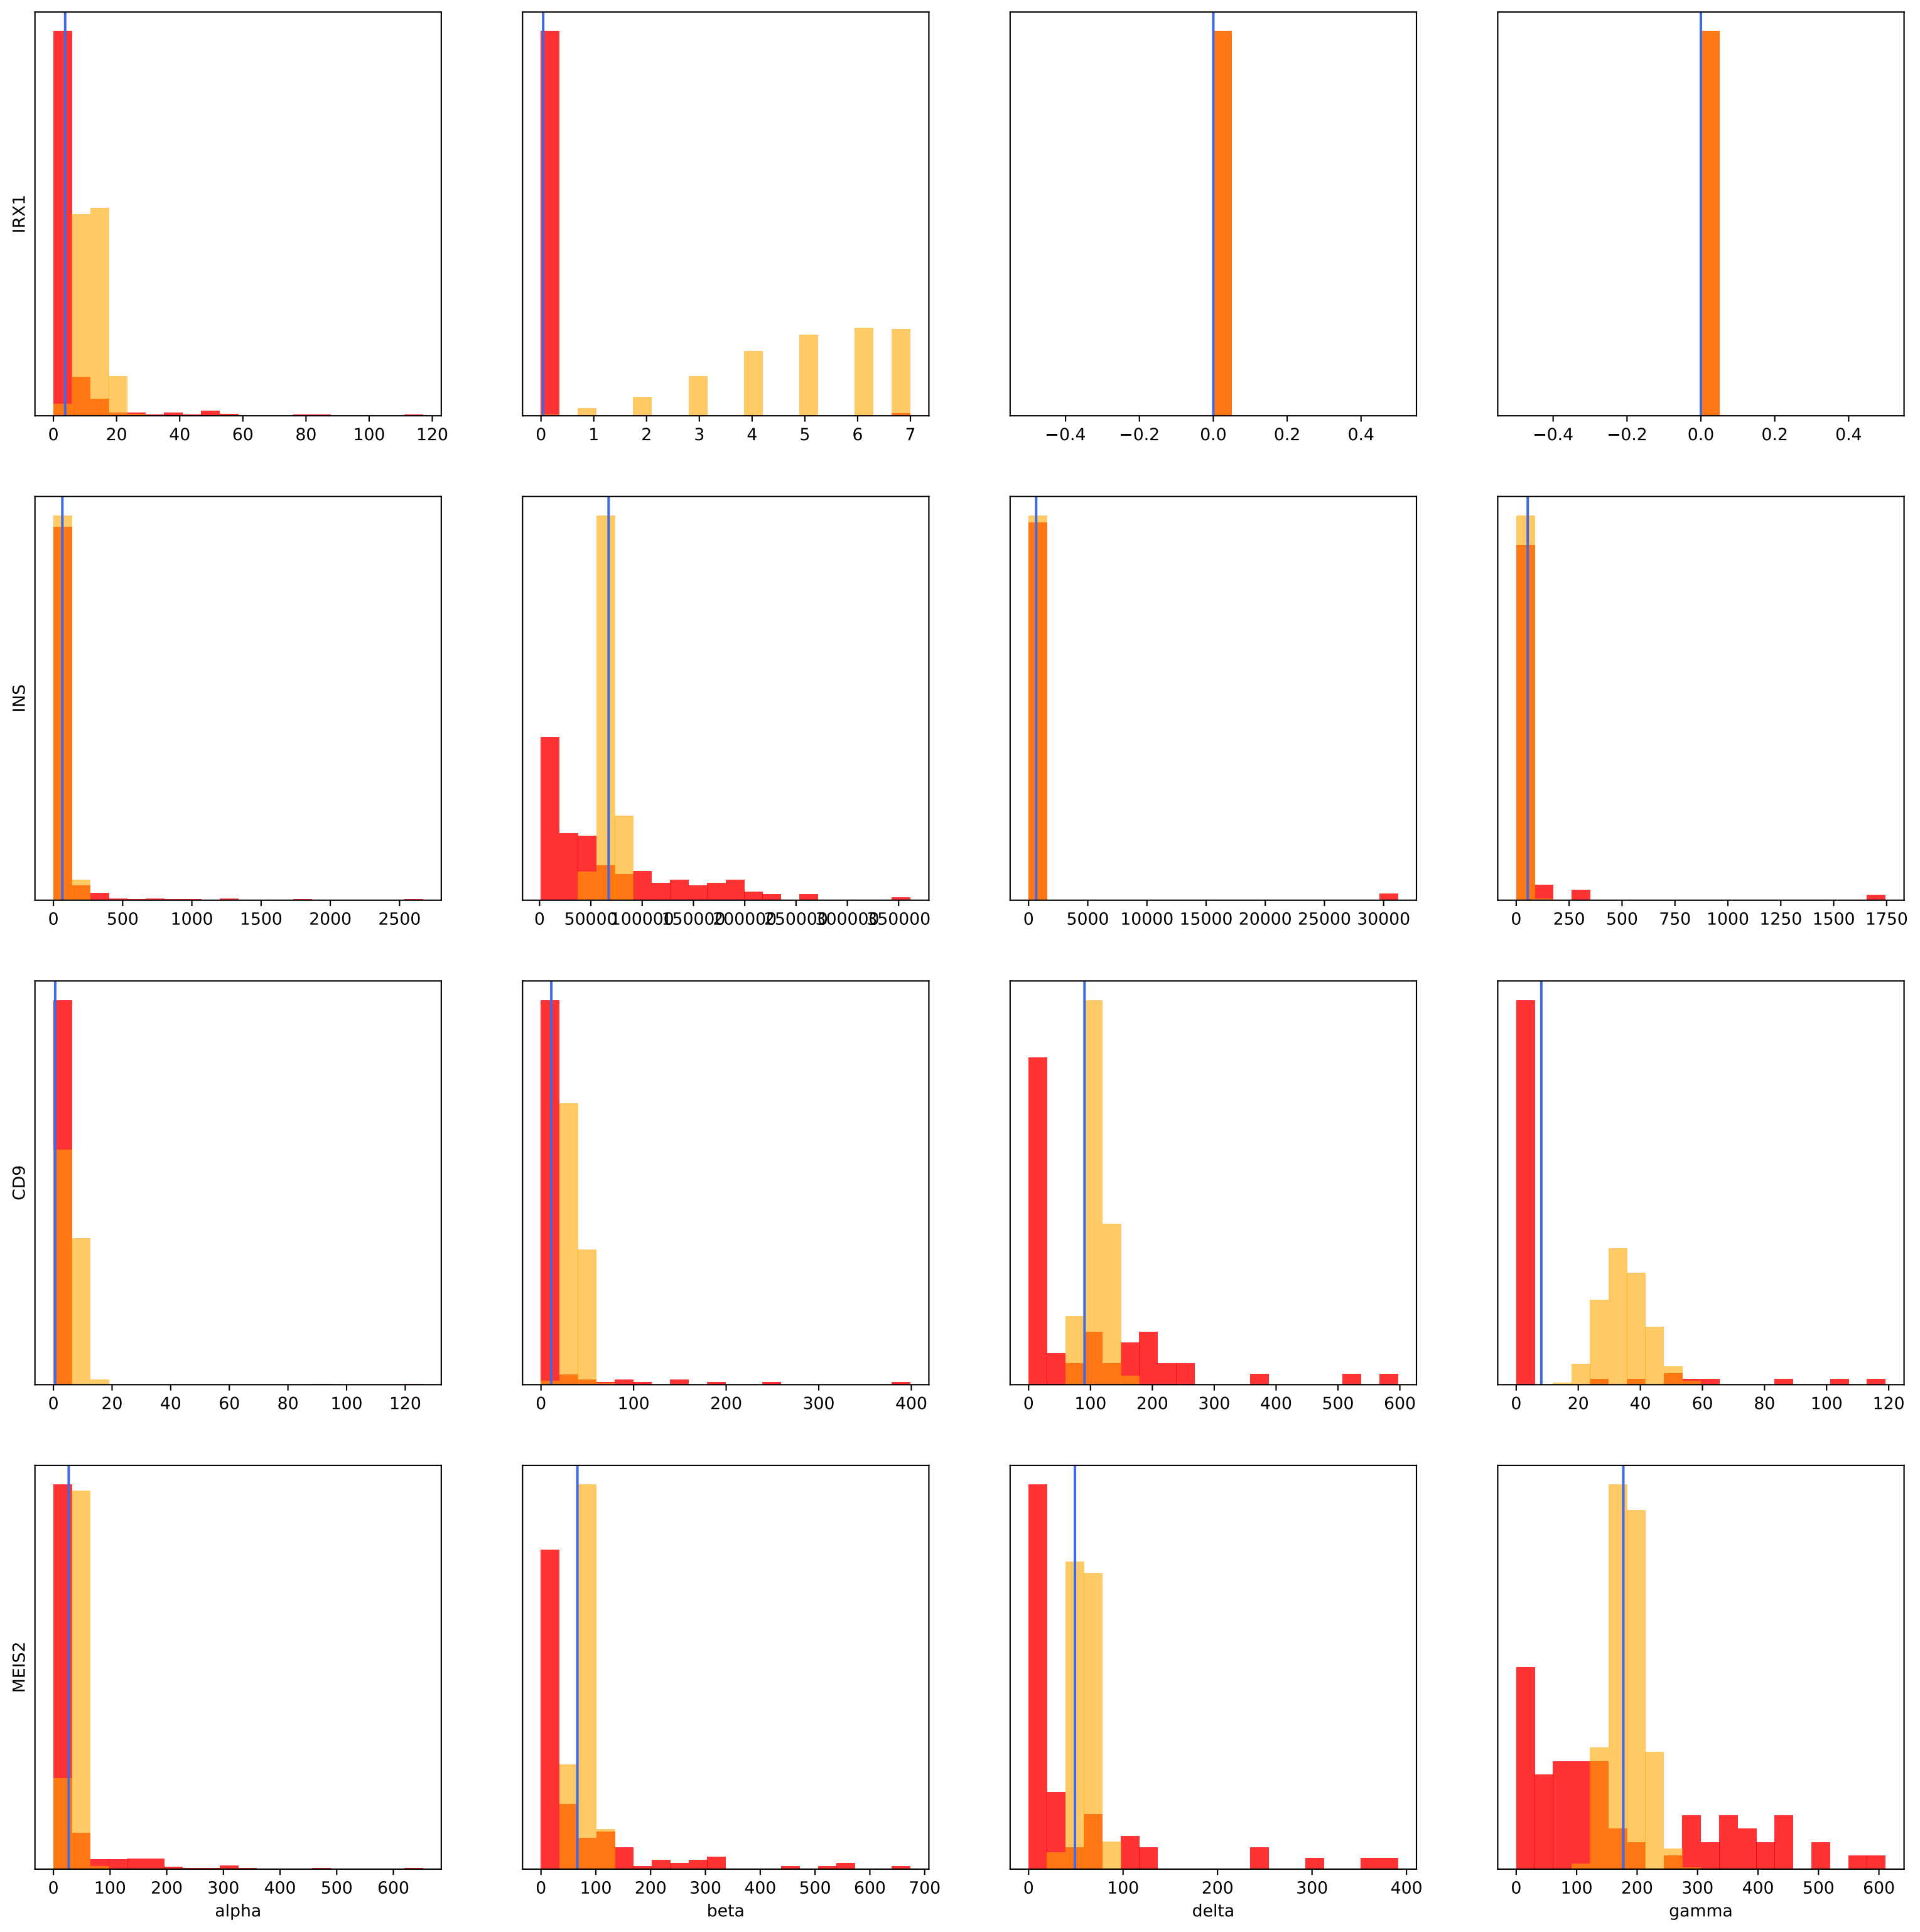 IRX1
0 20 40 60 80 100 120
0 1 2 3 4 5 6 7
−0.4 −0.2 0.0 0.2 0.4
−0.4 −0.2 0.0 0.2 0.4
INS
0 500 1000 1500 2000 2500
0 50000 100000 150000 200000 250000 300000 350000
0 5000 10000 15000 20000 25000 30000
0 250 500 750 1000 1250 1500 1750
CD9
0 20 40 60 80 100 120
0 100 200 300 400
0 100 200 300 400 500 600
0 20 40 60 80 100 120
MEIS2
0 100 200 300 400 500 600
0 100 200 300 400 500 600 700
0 100 200 300 400
0 100 200 300 400 500 600
alpha
beta
delta
gamma